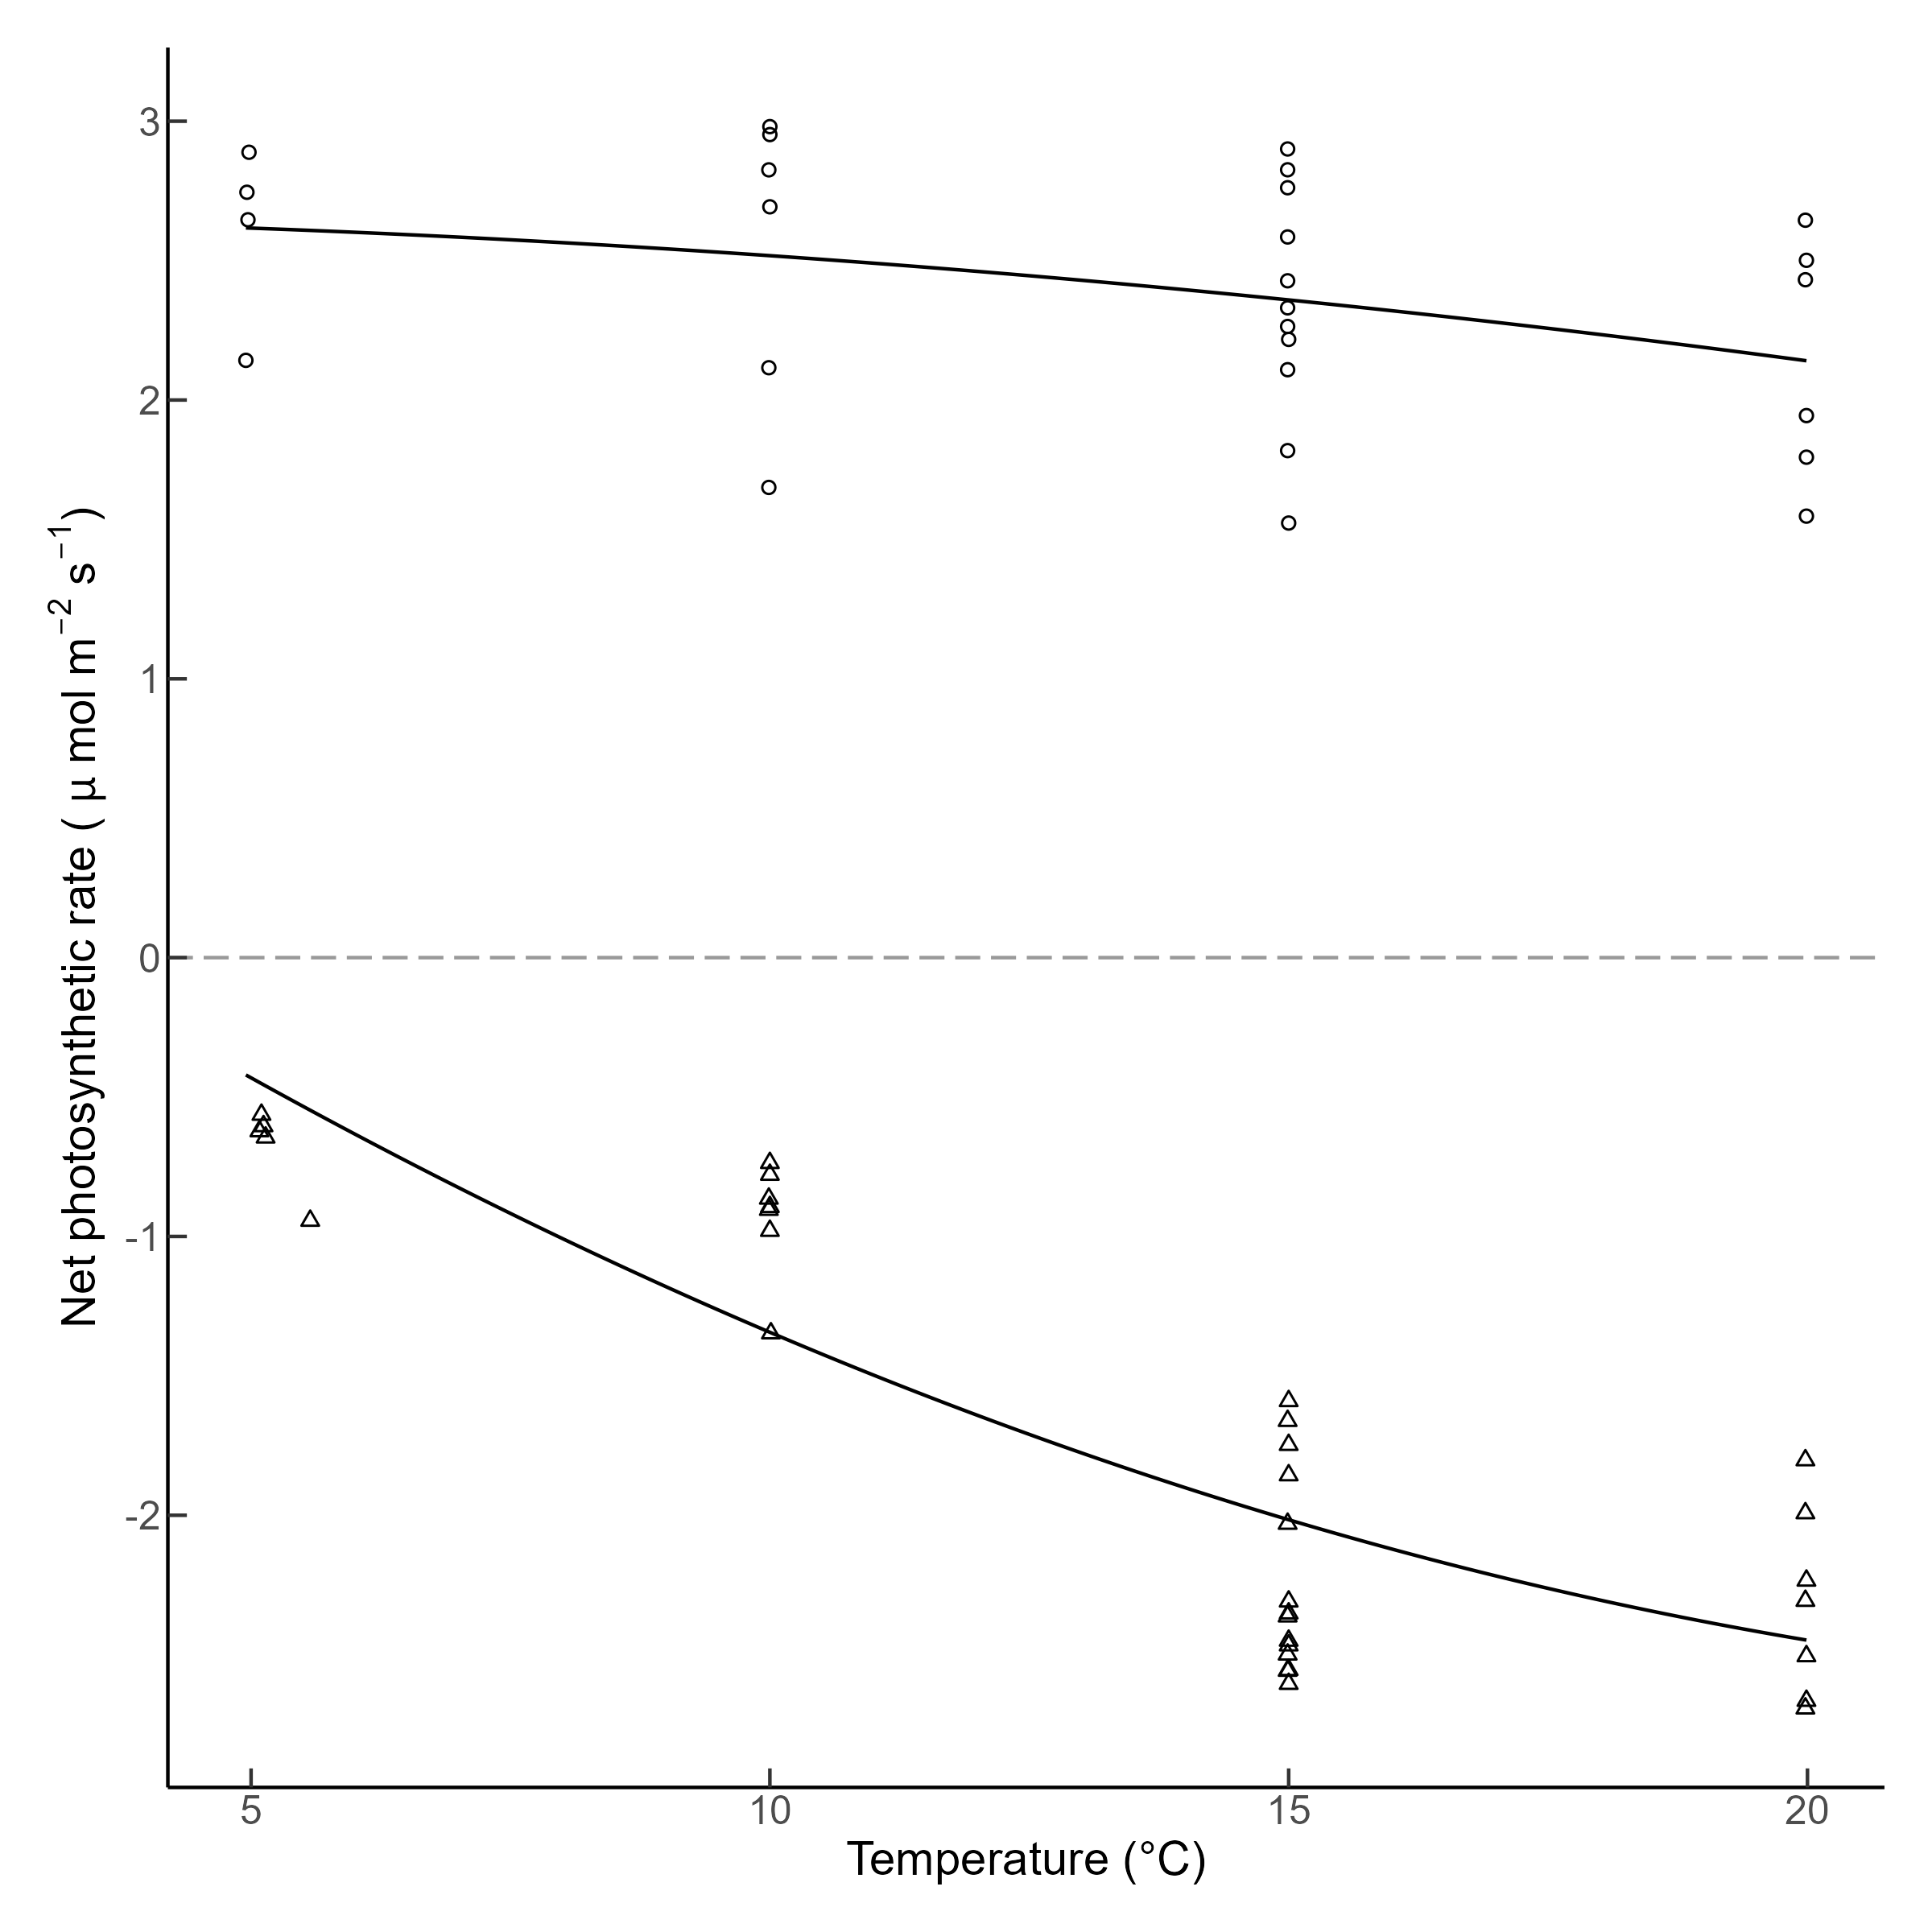 3
2
1
0
-1
-2
Net photosynthetic rate ( μ mol m⁻² s⁻¹)
5 10 15 20
Temperature (°C)